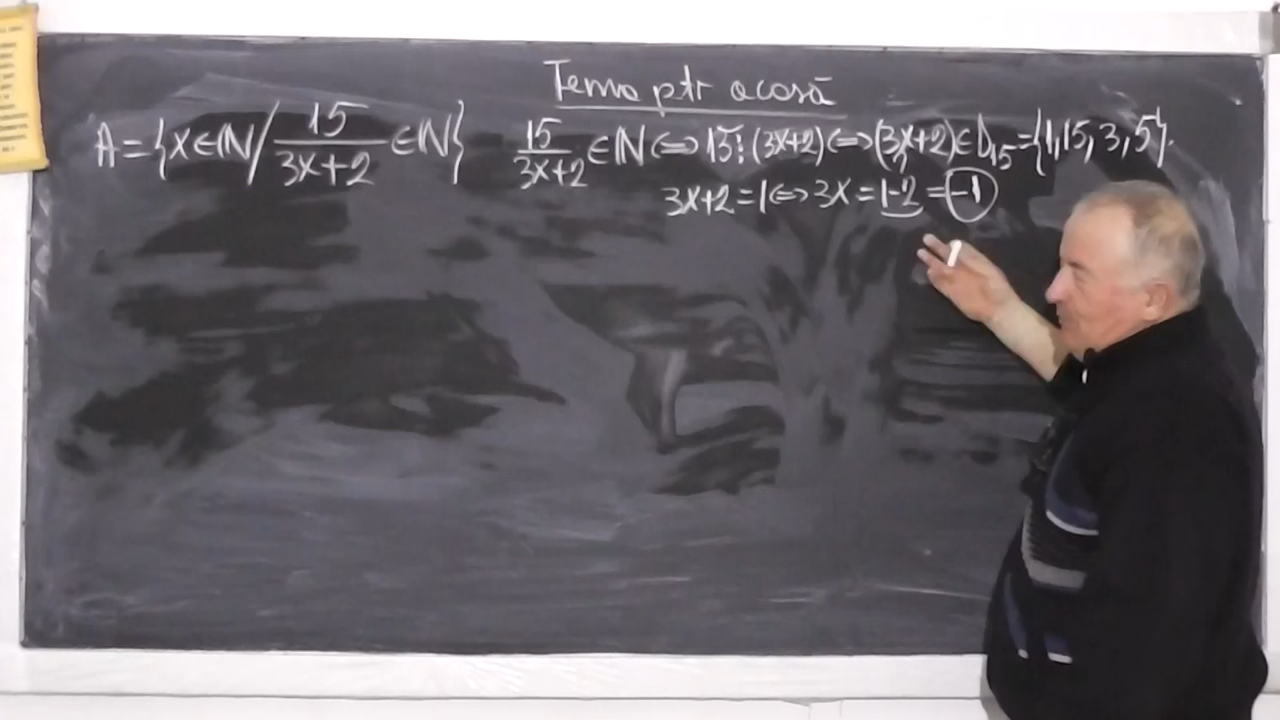 Tema ptr acasă
A={x∈ℕ/ 15/(3x+2) ∈ℕ} 15/(3x+2) ∈ℕ⇔15⋮(3x+2)⇔(3x+2)∈D₁₅={1,15,3,5}.
3x+2=1⇔3x=1-2=-1